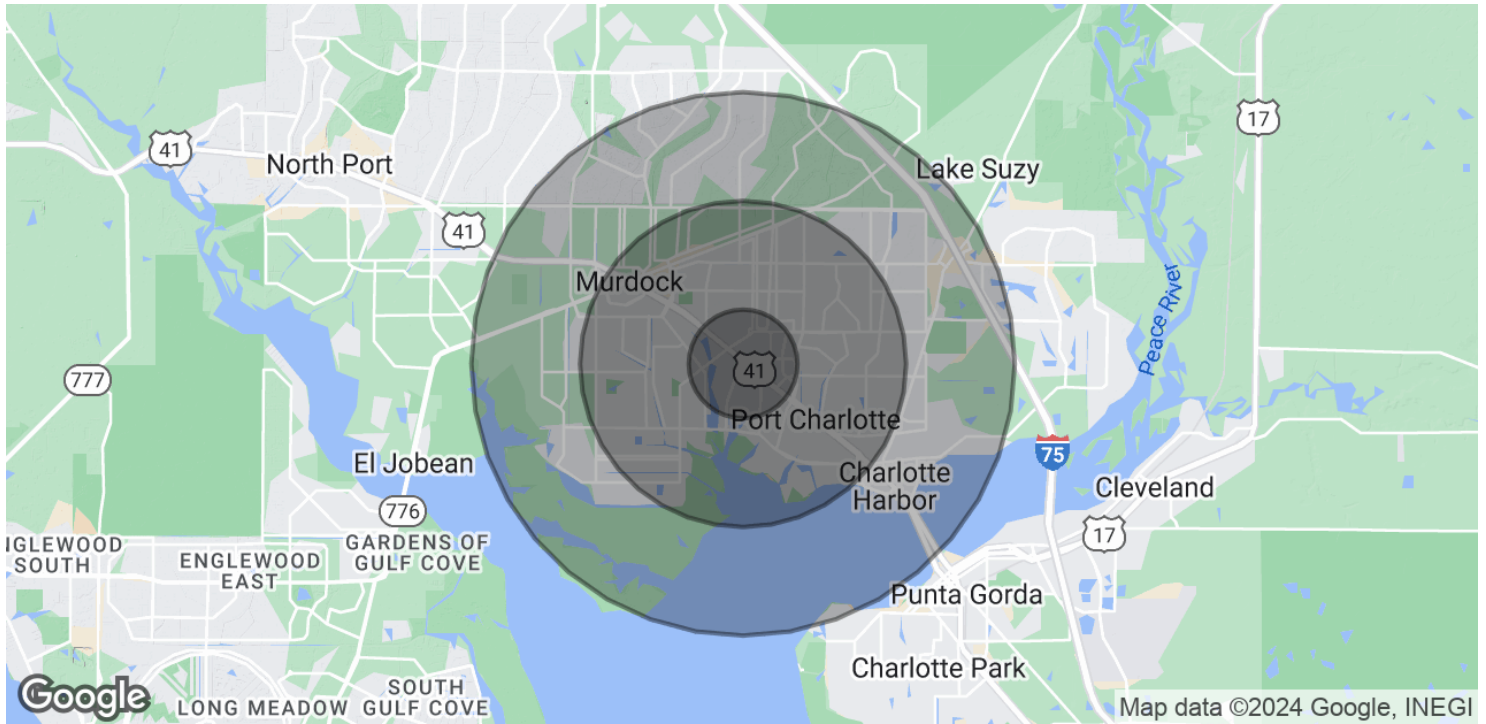 17
41
North Port
Lake Suzy
41
Murdock
Peace River
777
41
Port Charlotte
75
El Jobean
Charlotte
Harbor
Cleveland
776
17
GARDENS OF
GULF COVE
NGLEWOOD
SOUTH
ENGLEWOOD
EAST
Punta Gorda
Charlotte Park
SOUTH
GULF COVE
LONG MEADOW
Google
Map data ©2024 Google, INEGI